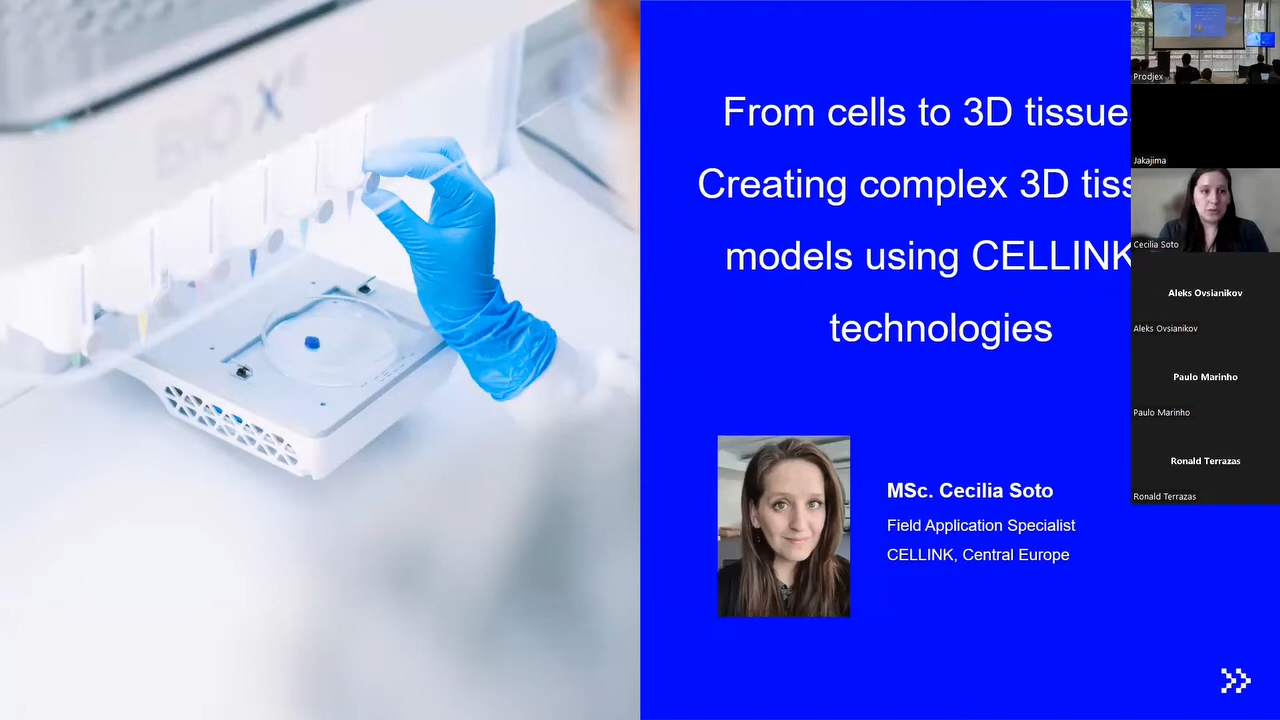 BIO X6
From cells to 3D tissue
Creating complex 3D tiss
models using CELLINK
technologies
MSc. Cecilia Soto
Field Application Specialist
CELLINK, Central Europe
Prodjex
Jakajima
Cecilia Soto
Aleks Ovsianikov
Aleks Ovsianikov
Paulo Marinho
Paulo Marinho
Ronald Terrazas
Ronald Terrazas